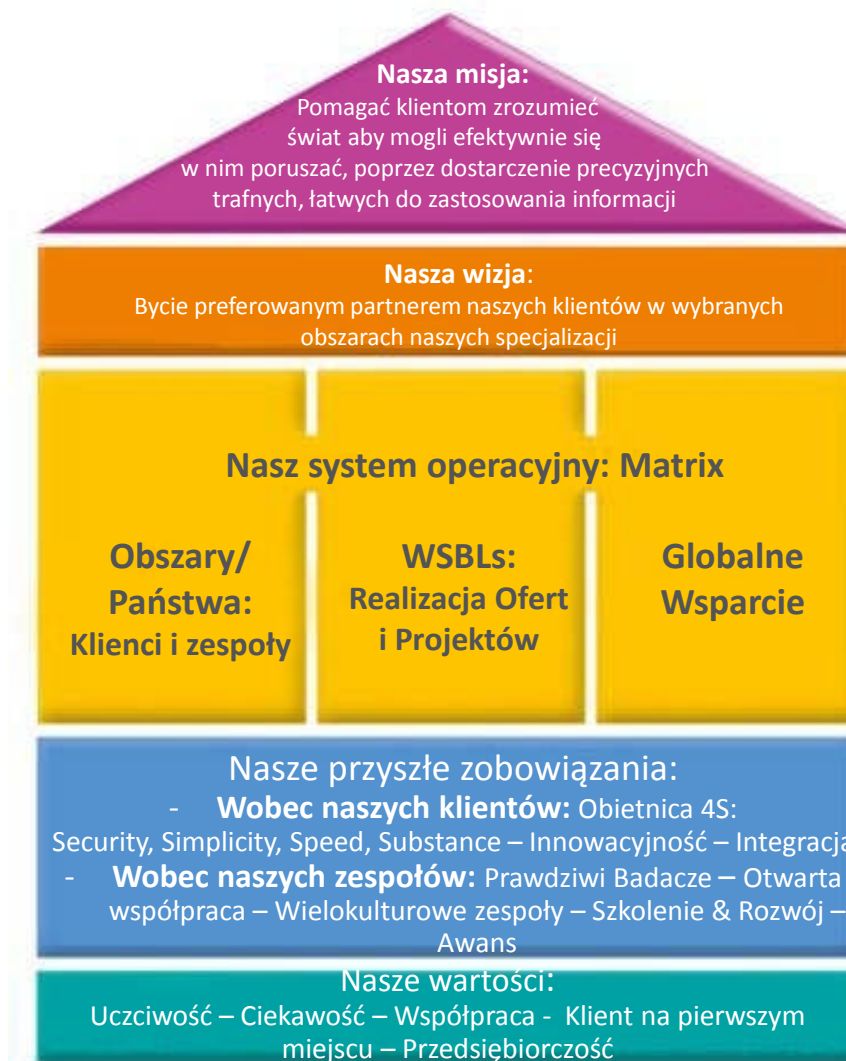 Nasza misja:
Pomagać klientom zrozumieć
świat aby mogli efektywnie się
w nim poruszać, poprzez dostarczenie precyzyjnych
trafnych, łatwych do zastosowania informacji
Nasza wizja:
Bycie preferowanym partnerem naszych klientów w wybranych
obszarach naszych specjalizacji
Nasz system operacyjny: Matrix
Obszary/
Państwa:
Klienci i zespoły
WSBLs:
Realizacja Ofert
i Projektów
Globalne
Wsparcie
Nasze przyszłe zobowiązania:
- Wobec naszych klientów: Obietnica 4S:
Security, Simplicity, Speed, Substance – Innowacyjność – Integracja
- Wobec naszych zespołów: Prawdziwi Badacze – Otwarta
współpraca – Wielokulturowe zespoły – Szkolenie & Rozwój –
Awans
Nasze wartości:
Uczciwość – Ciekawość – Współpraca - Klient na pierwszym
miejscu – Przedsiębiorczość